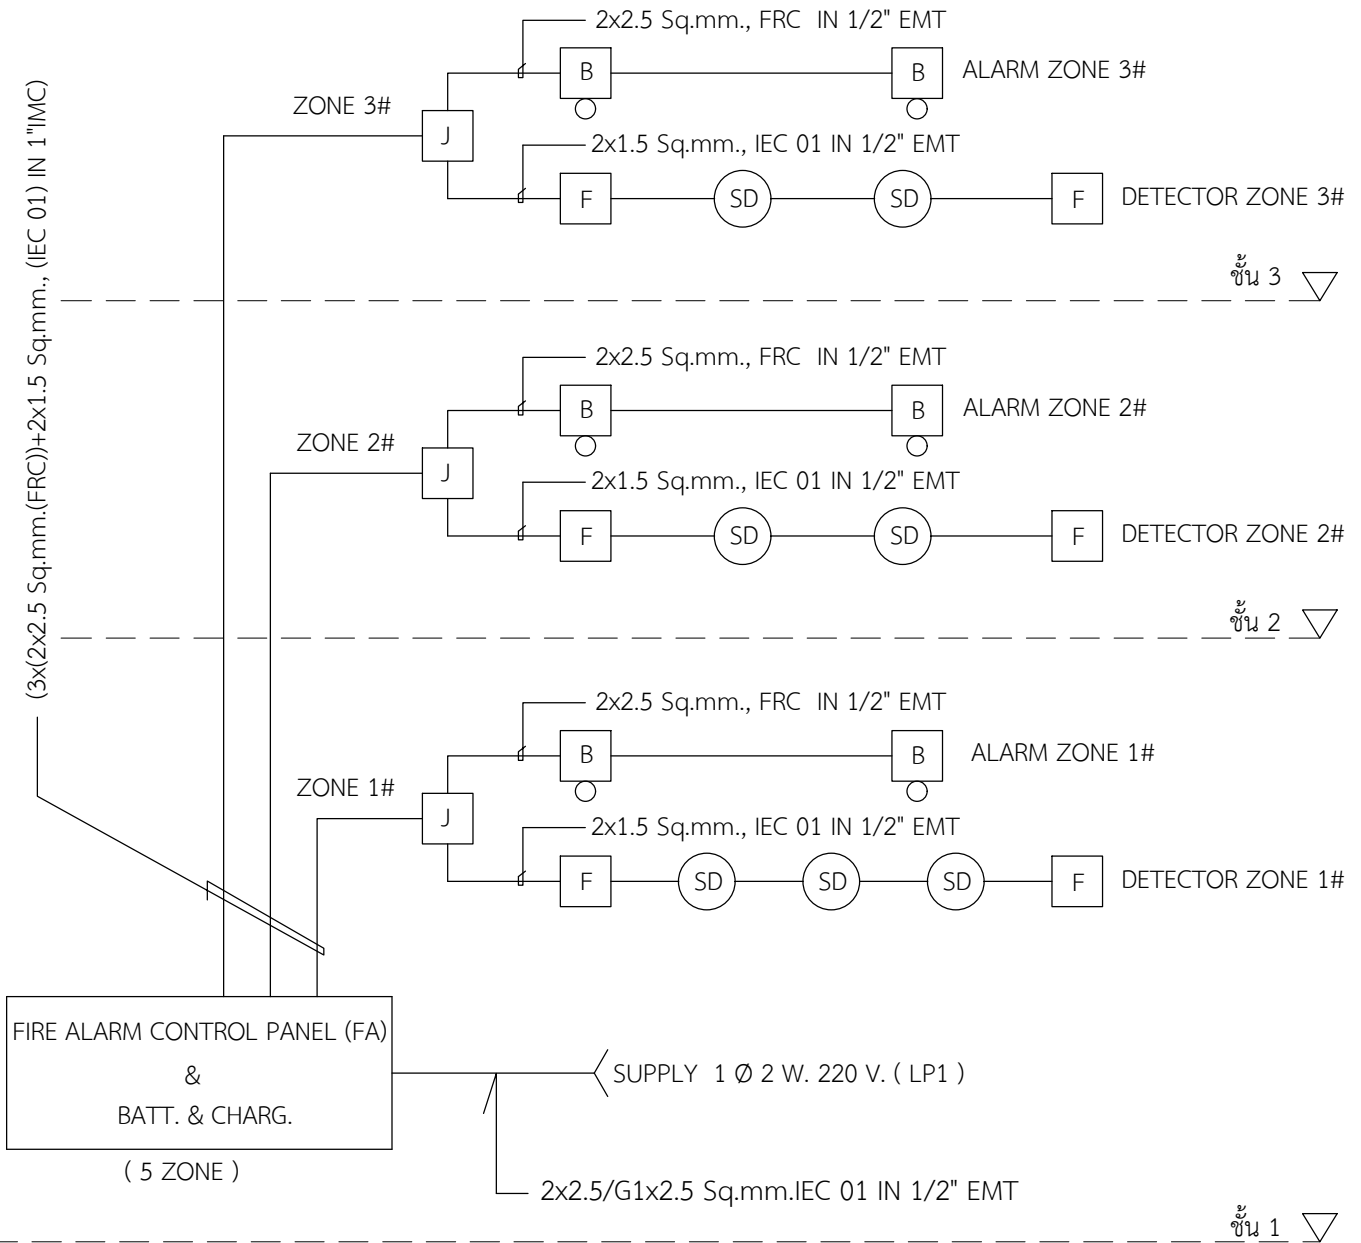 2x2.5 Sq.mm., FRC  IN 1/2" EMT
B
B
ALARM ZONE 3#
ZONE 3#
J
2x1.5 Sq.mm., IEC 01 IN 1/2" EMT
F
SD
SD
F
DETECTOR ZONE 3#
(3x(2x2.5 Sq.mm.(FRC))+2x1.5 Sq.mm., (IEC 01) IN 1"IMC)
ชั้น 3
2x2.5 Sq.mm., FRC  IN 1/2" EMT
B
B
ALARM ZONE 2#
ZONE 2#
J
2x1.5 Sq.mm., IEC 01 IN 1/2" EMT
F
SD
SD
F
DETECTOR ZONE 2#
ชั้น 2
2x2.5 Sq.mm., FRC  IN 1/2" EMT
B
B
ALARM ZONE 1#
ZONE 1#
J
2x1.5 Sq.mm., IEC 01 IN 1/2" EMT
F
SD
SD
SD
F
DETECTOR ZONE 1#
FIRE ALARM CONTROL PANEL (FA)
&
BATT. & CHARG.
( 5 ZONE )
SUPPLY  1 Ø 2 W. 220 V. ( LP1 )
2x2.5/G1x2.5 Sq.mm.IEC 01 IN 1/2" EMT
ชั้น 1